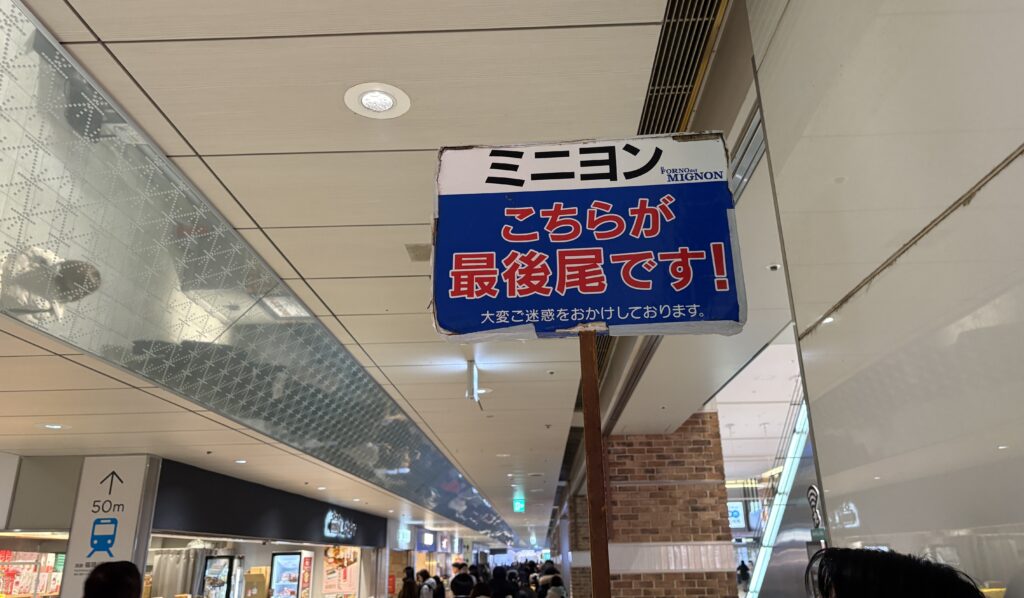 ミニヨン
FORNO del
MIGNON
こちらが
最後尾です!
大変ご迷惑をおかけしております。
50m